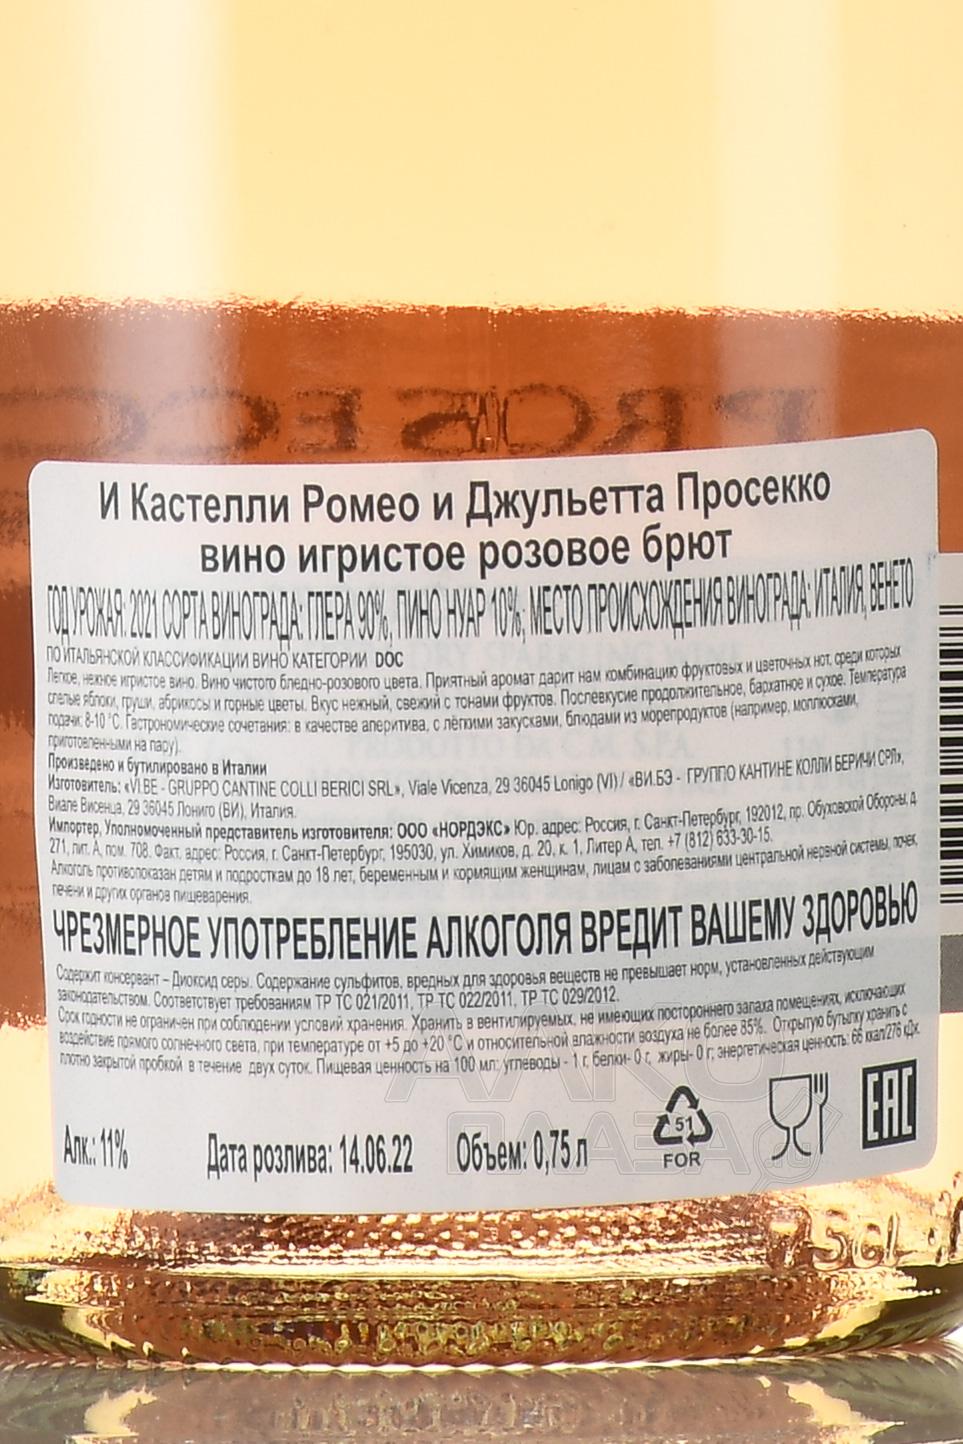 PROSECC
И Кастелли Ромео и Джульетта Просекко
вино игристое розовое брют
ГОД УРОЖАЯ: 2021 СОРТА ВИНОГРАДА: ГЛЕРА 90%, ПИНО НУАР 10%; МЕСТО ПРОИСХОЖДЕНИЯ ВИНОГРАДА: ИТАЛИЯ, ВЕНЕТО
ПО ИТАЛЬЯНСКОЙ КЛАССИФИКАЦИИ ВИНО КАТЕГОРИИ DOC
Легкое, нежное игристое вино. Вино чистого бледно-розового цвета. Приятный аромат дарит нам комбинацию фруктовых и цветочных нот, среди которых
спелые яблоки, груши, абрикосы и горные цветы. Вкус нежный, свежий с тонами фруктов. Послевкусие продолжительное, бархатное и сухое. Температура
подачи: 8-10 °С. Гастрономические сочетания: в качестве аперитива, с лёгкими закусками, блюдами из морепродуктов (например, моллюсками,
приготовленными на пару).
Произведено и бутилировано в Италии
Изготовитель: «VI.BE - GRUPPO CANTINE COLLI BERICI SRL», Viale Vicenza, 29 36045 Lonigo (VI) / «ВИ.БЭ - ГРУППО КАНТИНЕ КОЛЛИ БЕРИЧИ СРЛ»,
Виале Висенца, 29 36045 Лониго (ВИ), Италия.
Импортер, Уполномоченный представитель изготовителя: ООО «НОРДЭКС» Юр. адрес: Россия, г. Санкт-Петербург, 192012, пр. Обуховской Обороны, д.
271, лит. А, пом. 708. Факт. адрес: Россия, г. Санкт-Петербург, 195030, ул. Химиков, д. 20, к. 1, Литер А, тел. +7 (812) 633-30-15.
Алкоголь противопоказан детям и подросткам до 18 лет, беременным и кормящим женщинам, лицам с заболеваниями центральной нервной системы, почек,
печени и других органов пищеварения.
ЧРЕЗМЕРНОЕ УПОТРЕБЛЕНИЕ АЛКОГОЛЯ ВРЕДИТ ВАШЕМУ ЗДОРОВЬЮ
Содержит консервант – Диоксид серы. Содержание сульфитов, вредных для здоровья веществ не превышает норм, установленных действующим
законодательством. Соответствует требованиям ТР ТС 021/2011, ТР ТС 022/2011, ТР ТС 029/2012.
Срок годности не ограничен при соблюдении условий хранения. Хранить в вентилируемых, не имеющих постороннего запаха помещениях, исключающих
воздействие прямого солнечного света, при температуре от +5 до +20 °С и относительной влажности воздуха не более 85%. Открытую бутылку хранить с
плотно закрытой пробкой в течение двух суток. Пищевая ценность на 100 мл: углеводы - 1 г; белки- 0 г, жиры- 0 г; энергетическая ценность: 66 ккал/276 кДж.
Алк.: 11% Дата розлива: 14.06.22 Объем: 0,75 л
51
FOR
EAC
АЛКО
ПЛАЗА.ru
75cl